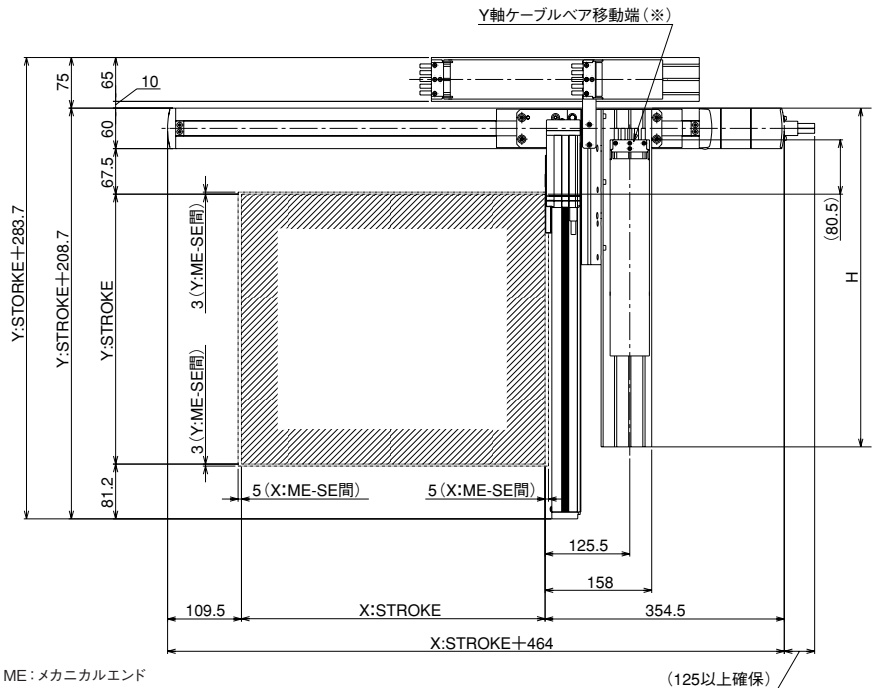 Y軸ケーブルベア移動端(※)
75
65
10
60
67.5
Y:STORKE+283.7
Y:STROKE+208.7
Y:STROKE
3(Y:ME-SE間)
3(Y:ME-SE間)
(80.5)
H
81.2
5(X:ME-SE間)
5(X:ME-SE間)
125.5
158
109.5
X:STROKE
354.5
X:STROKE+464
ME:メカニカルエンド
(125以上確保)